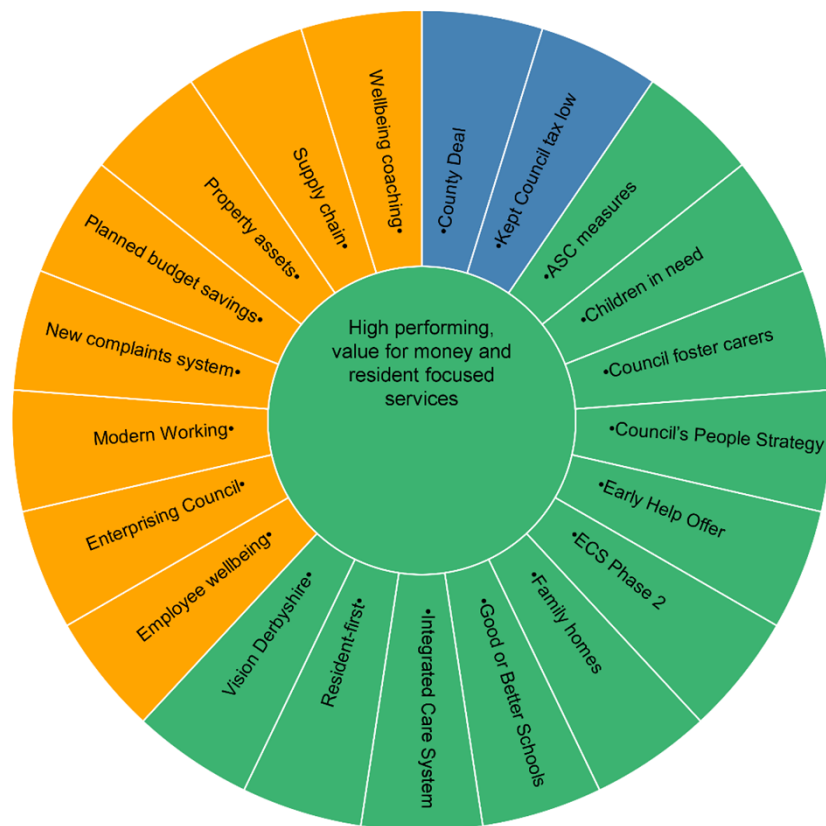 High performing,
value for money and
resident focused
services
•County Deal
•Kept Council tax low
•ASC measures
•Children in need
•Council foster carers
•Council's People Strategy
•Early Help Offer
•ECS Phase 2
•Family homes
•Good or Better Schools
•Integrated Care System
Resident-first•
Vision Derbyshire•
Employee wellbeing•
Enterprising Council•
Modern Working•
New complaints system•
Planned budget savings•
Property assets•
Supply chain•
Wellbeing coaching•